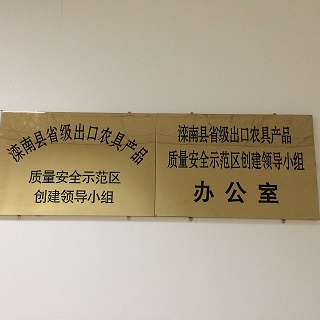 滦南县省级出口农具产品
质量安全示范区
创建领导小组
滦南县省级出口农具产品
质量安全示范区创建领导小组
办公室